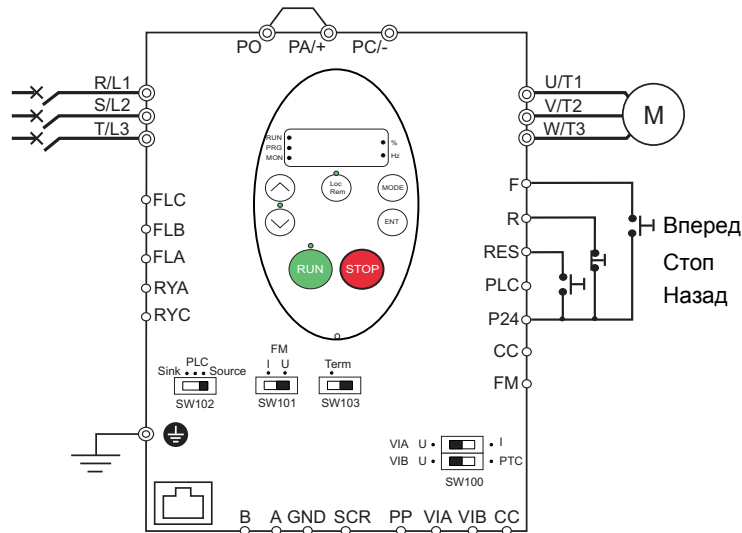 PO PA/+ PC/-
R/L1
S/L2
T/L3
U/T1
V/T2
W/T3
M
RUN
PRG
MON
%
Hz
Loc
Rem
MODE
ENT
RUN
STOP
FLC
FLB
FLA
RYA
RYC
F
R
RES
PLC
P24
CC
FM
Вперед
Стоп
Назад
PLC
Sink Source
SW102
FM
I U
SW101
Term
SW103
VIA U I
VIB U PTC
SW100
B A GND SCR PP VIA VIB CC